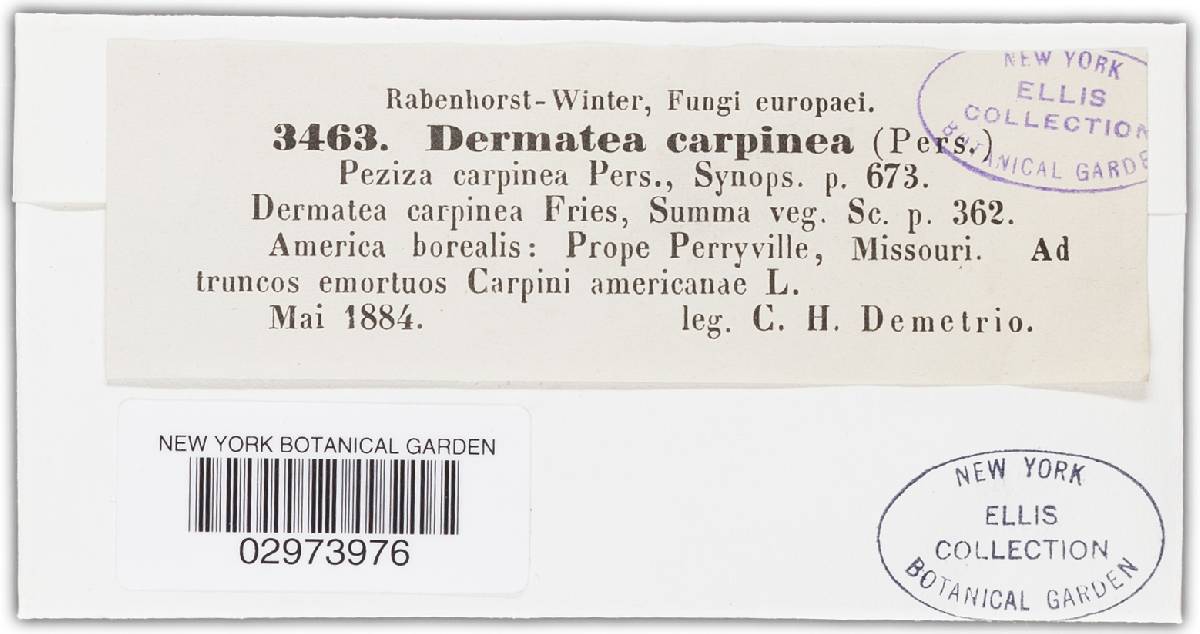 Rabenhorst-Winter, Fungi europaei.
3463. Dermatea carpinea (Pers.)
Peziza carpinea Pers., Synops. p. 673.
Dermatea carpinea Fries, Summa veg. Sc. p. 362.
America borealis: Prope Perryville, Missouri. Ad
truncos emortuos Carpini americanae L.
Mai 1884. leg. C. H. Demetrio.
NEW YORK
ELLIS
COLLECTION
BOTANICAL GARDE
NEW YORK BOTANICAL GARDEN
02973976
NEW YORK
ELLIS
COLLECTION
BOTANICAL GARDEN